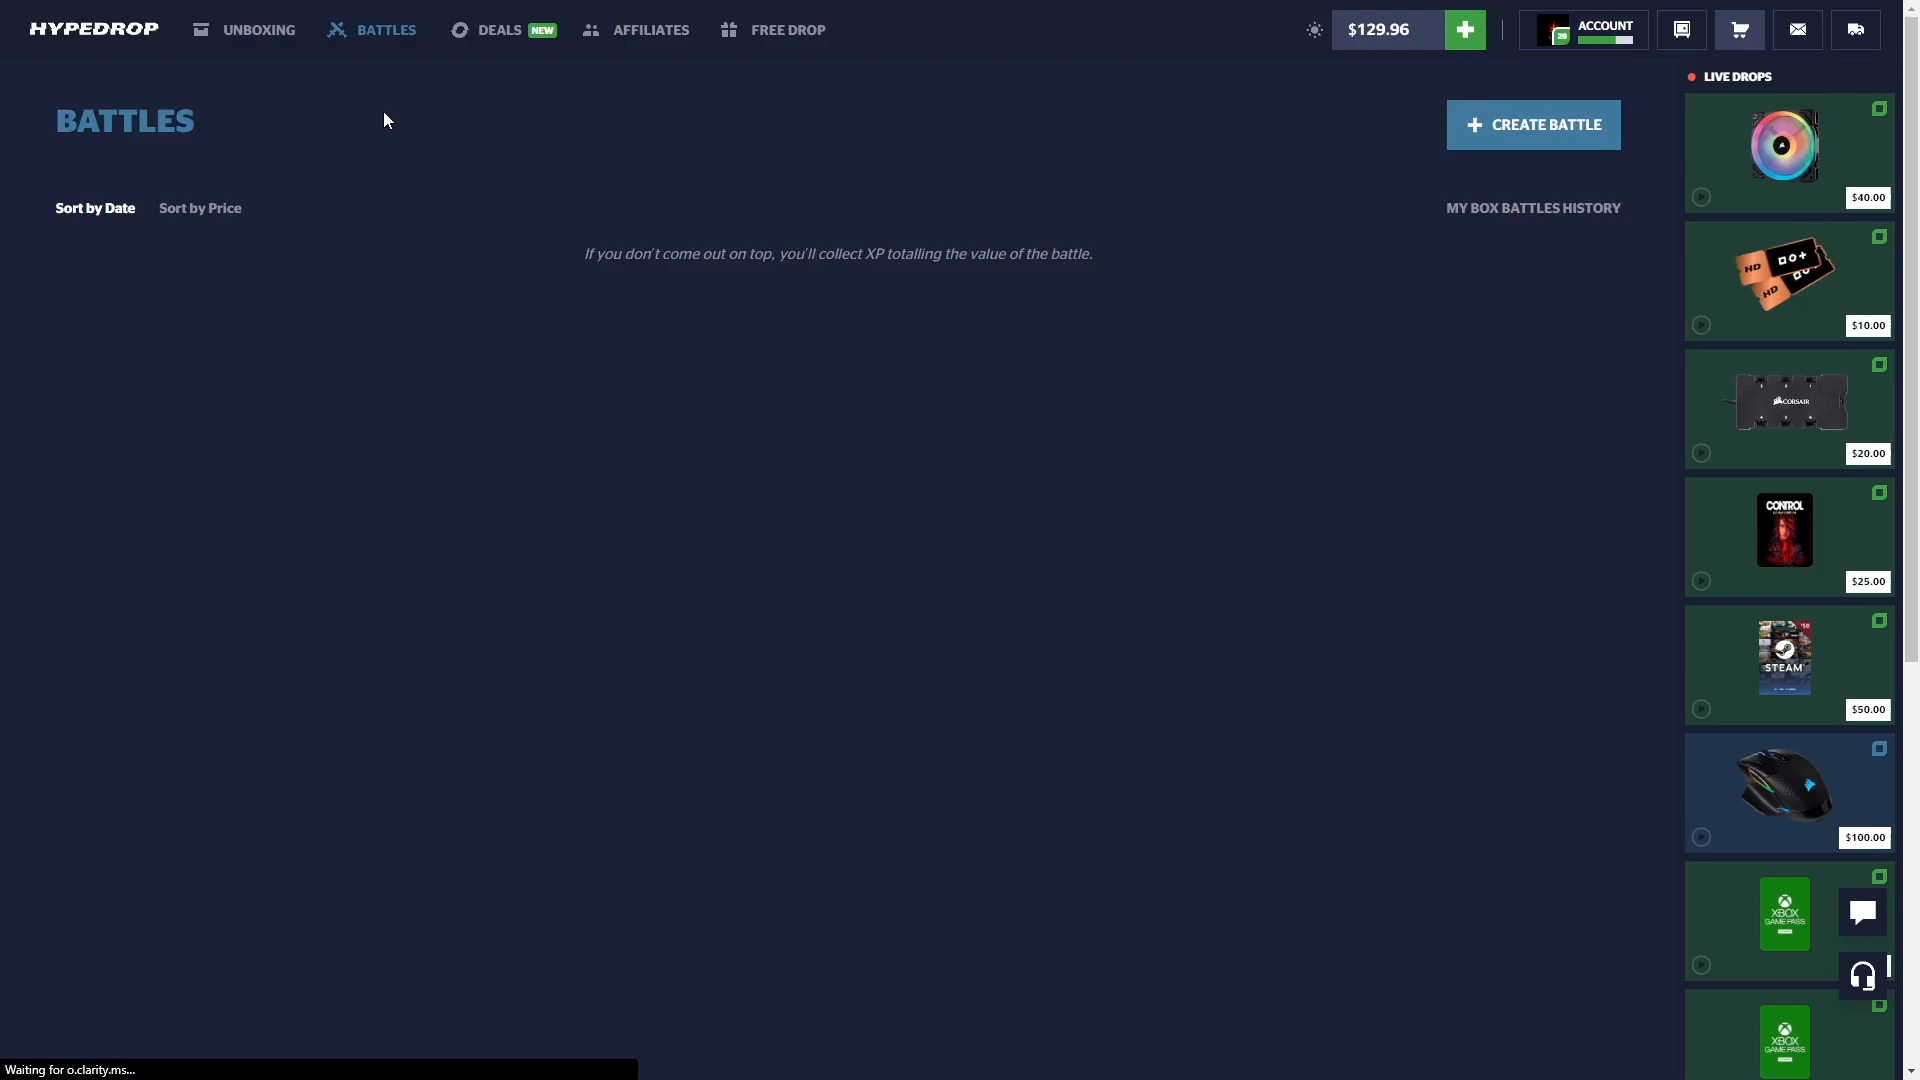 HYPEDROP
UNBOXING
BATTLES
DEALS NEW
AFFILIATES
FREE DROP
$129.96
29
ACCOUNT
LIVE DROPS
BATTLES
CREATE BATTLE
Sort by Date
Sort by Price
MY BOX BATTLES HISTORY
If you don't come out on top, you'll collect XP totalling the value of the battle.
$40.00
HD
HD
$10.00
CORSAIR
$20.00
CONTROL
$25.00
STEAM
$50.00
$100.00
XBOX
GAME PASS
XBOX
GAME PASS
Waiting for o.clarity.ms...